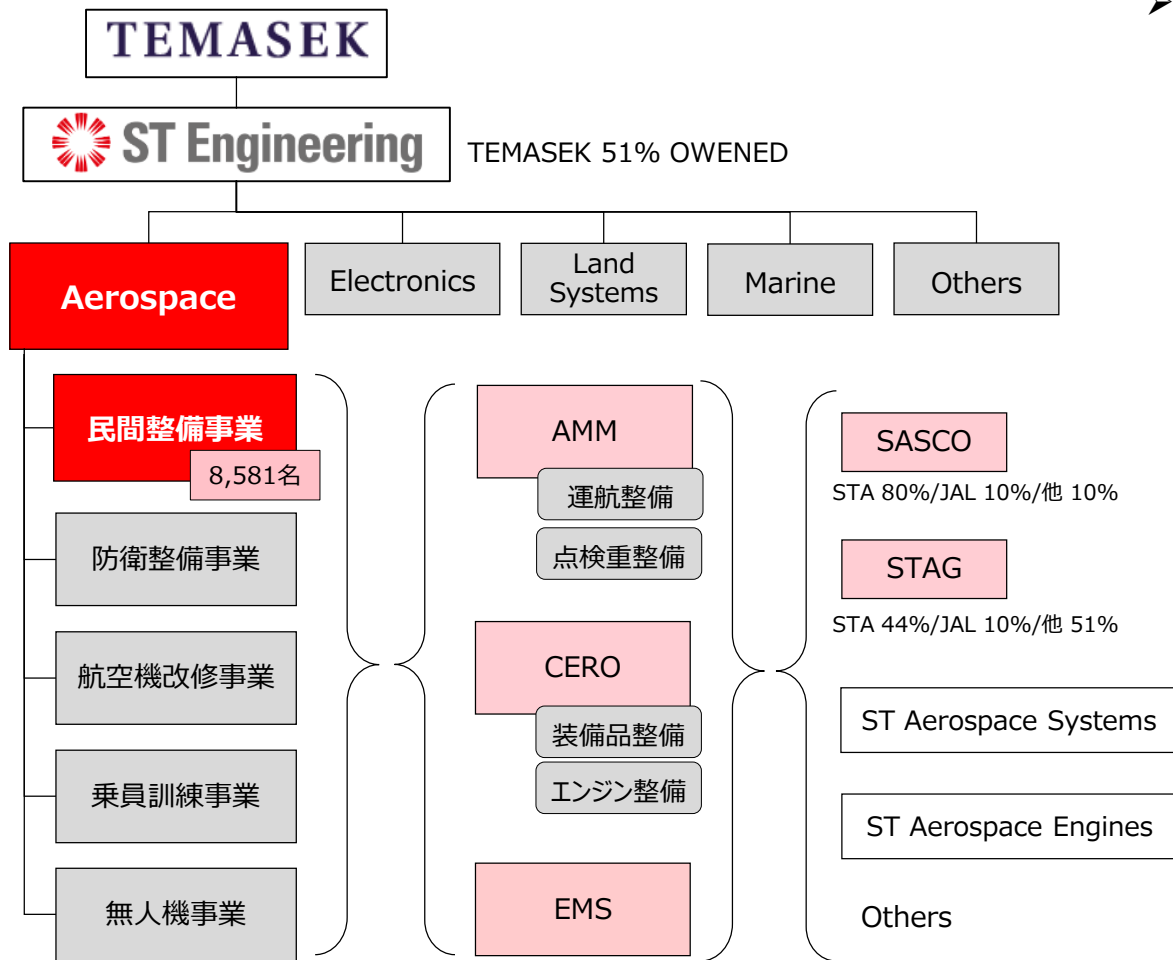 TEMASEK
ST Engineering
TEMASEK 51% OWENED
Aerospace
Electronics
Land
Systems
Marine
Others
民間整備事業
8,581名
防衛整備事業
航空機改修事業
乗員訓練事業
無人機事業
AMM
運航整備
点検重整備
CERO
装備品整備
エンジン整備
EMS
SASCO
STA 80%/JAL 10%/他 10%
STAG
STA 44%/JAL 10%/他 51%
ST Aerospace Systems
ST Aerospace Engines
Others